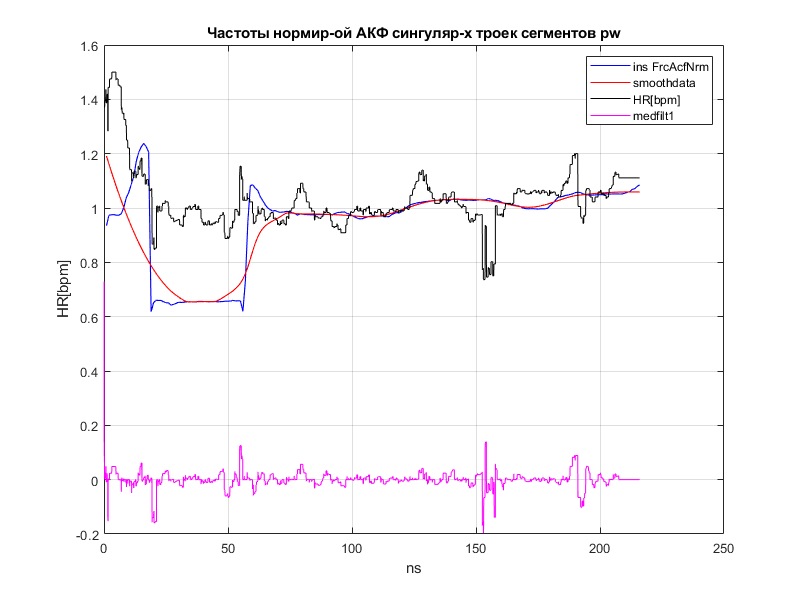 Частоты нормир-ой АКФ сингуляр-х троек сегментов pw
ins FrcAcfNrm
smoothdata
HR[bpm]
medfilt1
HR[bpm]
1.6
1.4
1.2
1
0.8
0.6
0.4
0.2
0
-0.2
0 50 100 150 200 250
ns